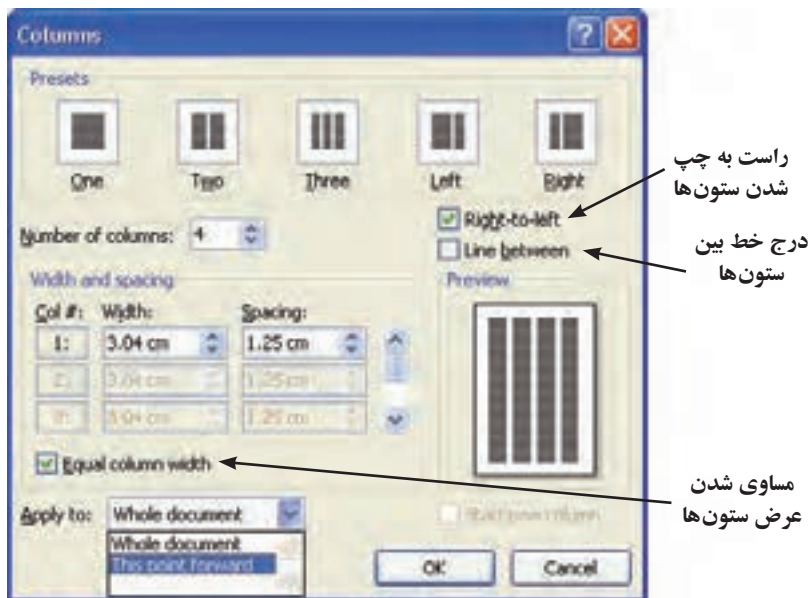 Columns
Presets
One Two Three Left Right
راست به چپ
شدن ستون‌ها
Number of columns: 4
Right-to-left
Line between
درج خط بین
ستون‌ها
Width and spacing
Preview
Col #: Width: Spacing:
1: 3.04 cm 1.25 cm
2: 3.04 cm 1.25 cm
3.04 cm 1.25 cm
Equal column width
مساوی شدن
عرض ستون‌ها
Apply to: Whole document
Start new column
Whole document
This point forward
OK Cancel